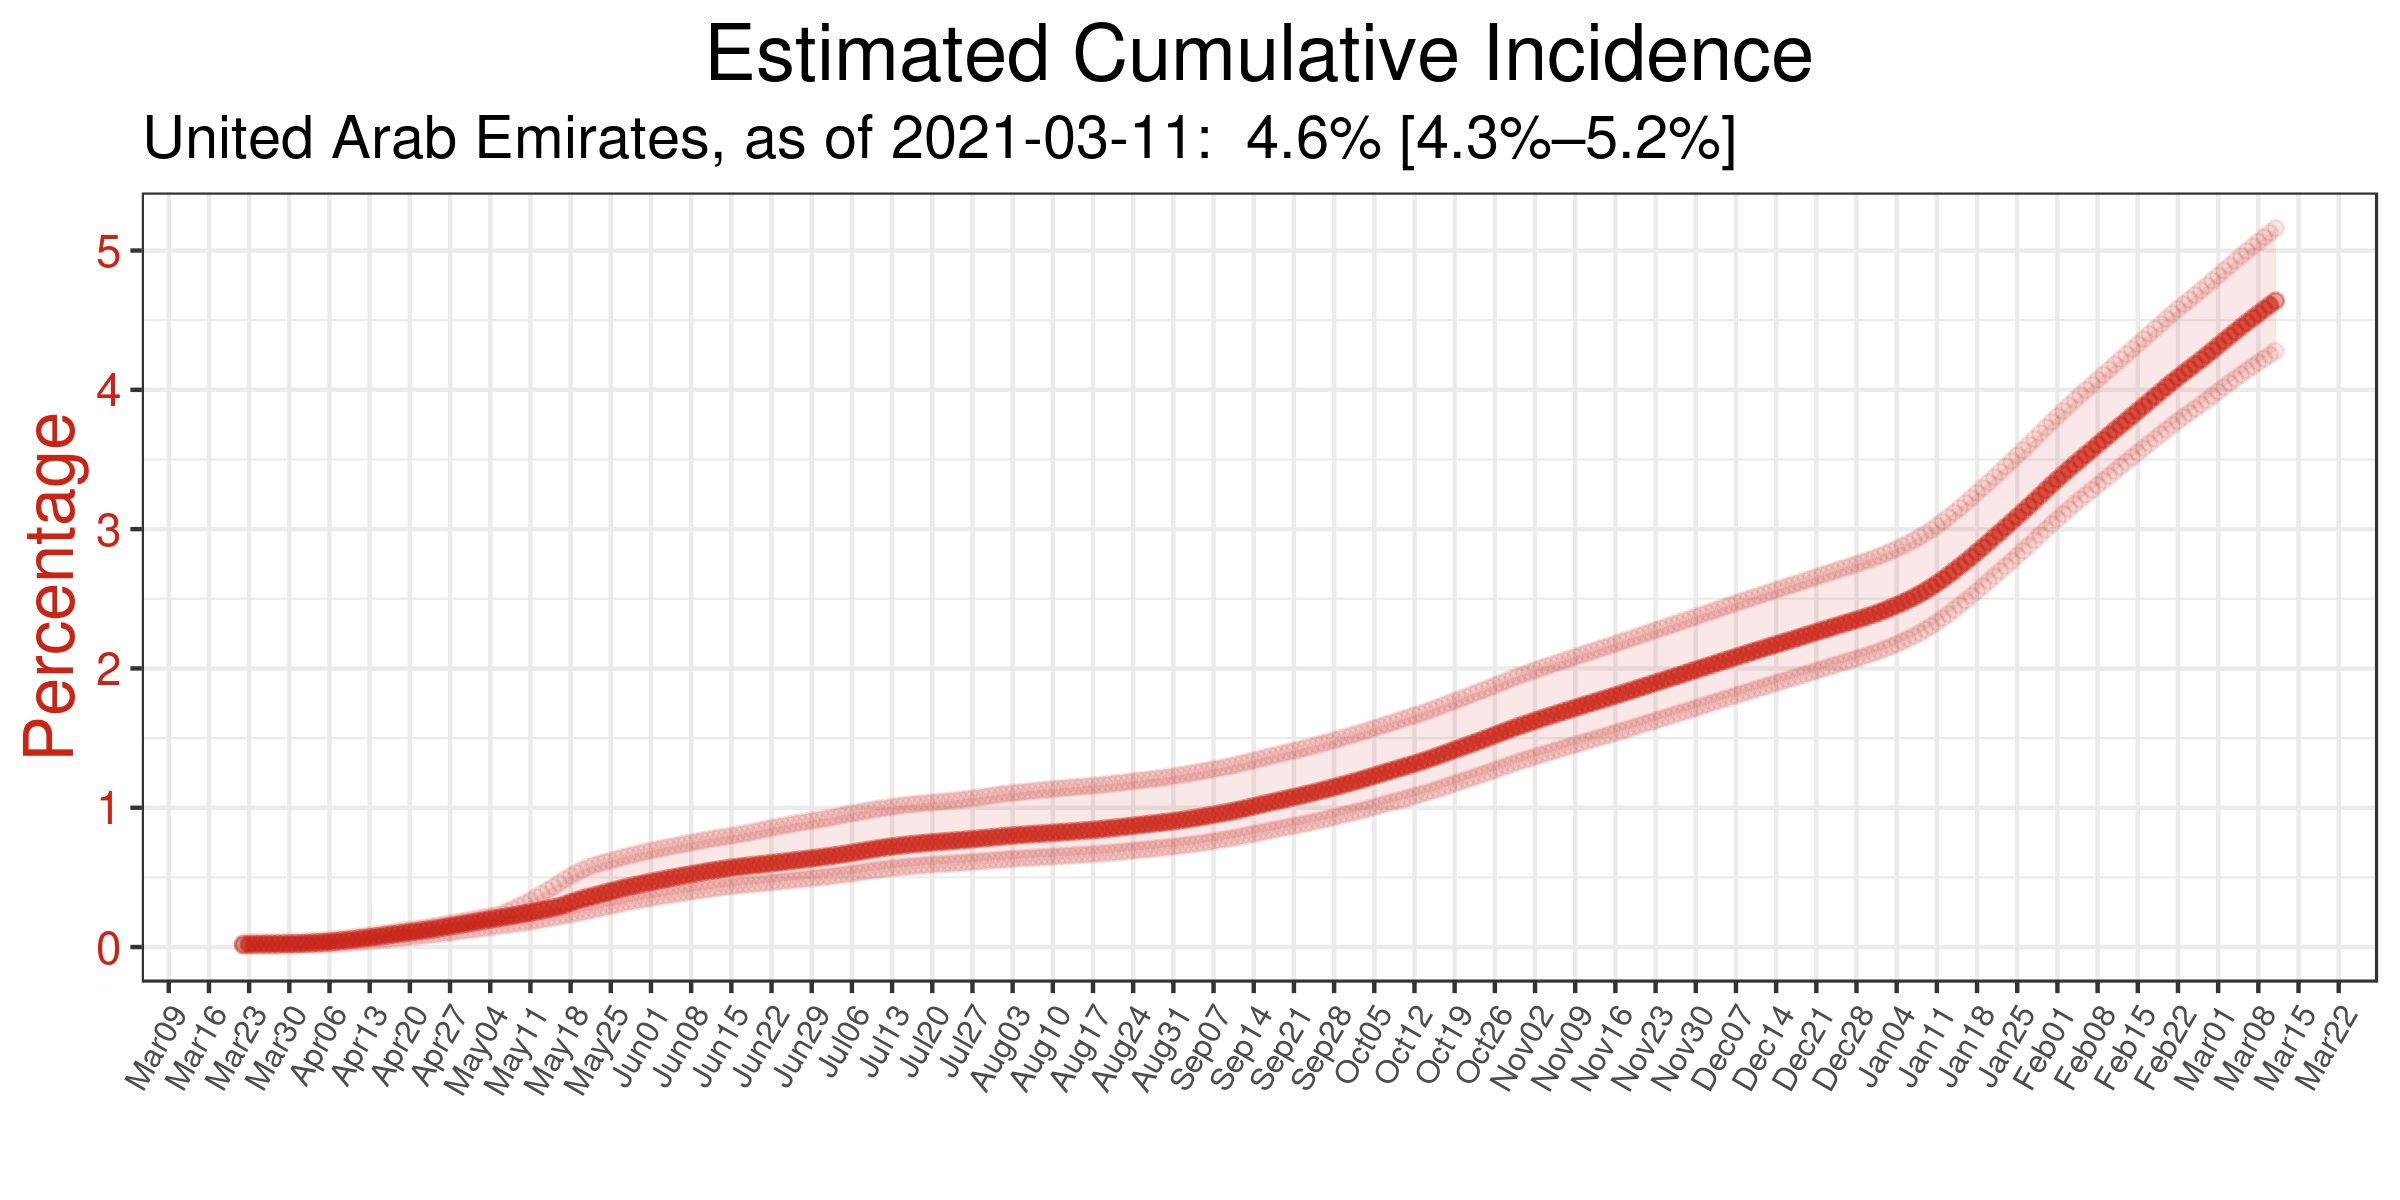 Estimated Cumulative Incidence
United Arab Emirates, as of 2021-03-11:  4.6% [4.3%–5.2%]
Percentage
5
4
3
2
1
0
Mar09 Mar16 Mar23 Mar30 Apr06 Apr13 Apr20 Apr27 May04 May11 May18 May25 Jun01 Jun08 Jun15 Jun22 Jun29 Jul06 Jul13 Jul20 Jul27 Aug03 Aug10 Aug17 Aug24 Aug31 Sep07 Sep14 Sep21 Sep28 Oct05 Oct12 Oct19 Oct26 Nov02 Nov09 Nov16 Nov23 Nov30 Dec07 Dec14 Dec21 Dec28 Jan04 Jan11 Jan18 Jan25 Feb01 Feb08 Feb15 Feb22 Mar01 Mar08 Mar15 Mar22